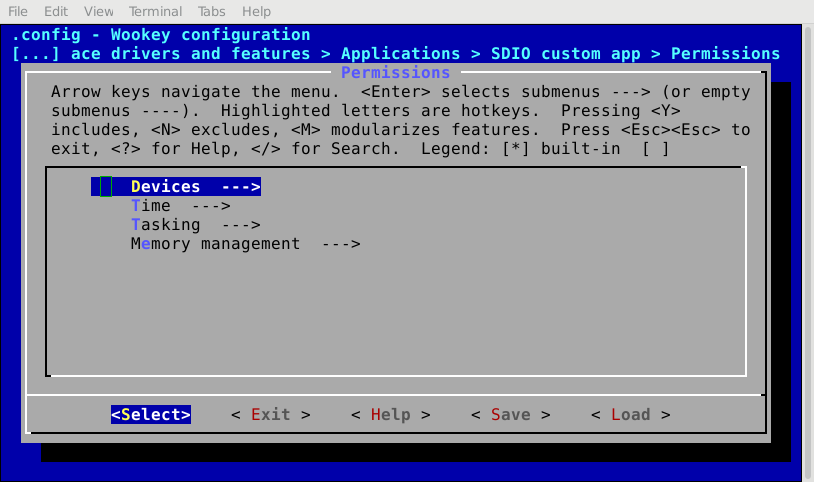 File Edit View Terminal Tabs Help
.config - Wookey configuration
[...] ace drivers and features > Applications > SDIO custom app > Permissions
Permissions
Arrow keys navigate the menu.  <Enter> selects submenus ---> (or empty
submenus ----).  Highlighted letters are hotkeys.  Pressing <Y>
includes, <N> excludes, <M> modularizes features.  Press <Esc><Esc> to
exit, <?> for Help, </> for Search.  Legend: [*] built-in  [ ]
Devices  --->
Time  --->
Tasking  --->
Memory management  --->
<Select>    < Exit >    < Help >    < Save >    < Load >